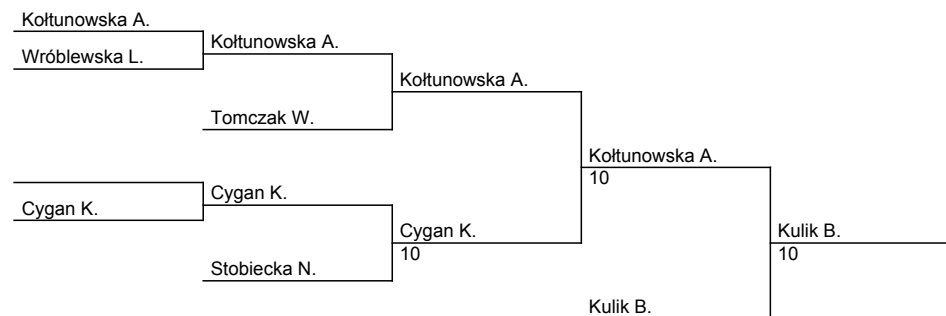 Kołtunowska A.
Wróblewska L.
Kołtunowska A.
Tomczak W.
Kołtunowska A.
Cygan K.
Cygan K.
Stobiecka N.
Cygan K.
10
Kołtunowska A.
10
Kulik B.
Kulik B.
10